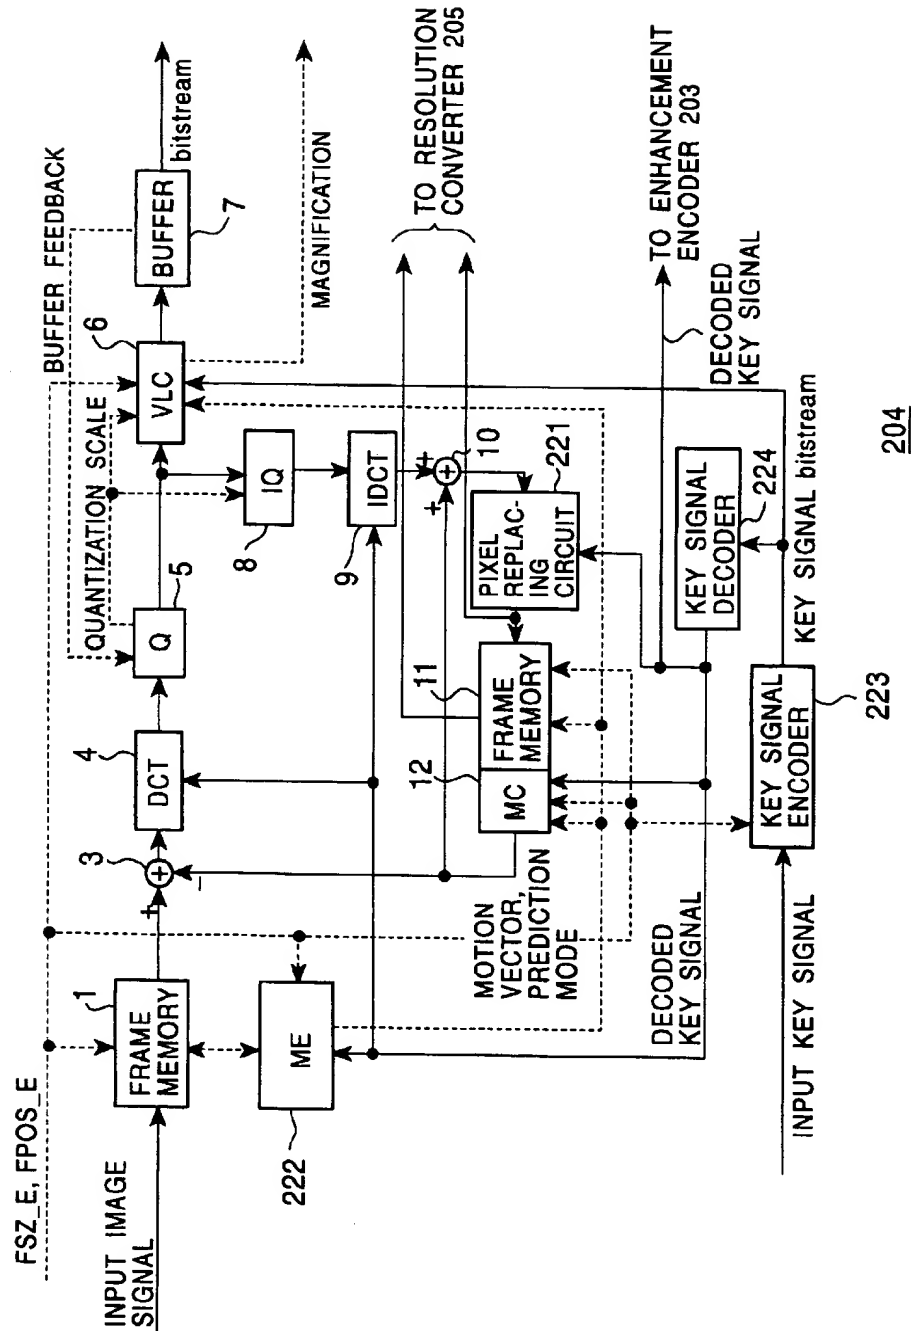 FSZ_E, FPOS_E
INPUT IMAGE
SIGNAL
1
FRAME
MEMORY
222
ME
+
3
+
-
4
DCT
QUANTIZATION SCALE
5
Q
BUFFER FEEDBACK
6
VLC
BUFFER
7
bitstream
MAGNIFICATION
8
IQ
9
IDCT
+
+
+
10
221
PIXEL
REPLAC-
ING
CIRCUIT
11
FRAME
MEMORY
12
MC
MOTION
VECTOR,
PREDICTION
MODE
TO RESOLUTION
CONVERTER 205
TO ENHANCEMENT
ENCODER 203
DECODED
KEY SIGNAL
DECODED
KEY SIGNAL
KEY SIGNAL
DECODER
224
KEY SIGNAL bitstream
INPUT KEY SIGNAL
KEY SIGNAL
ENCODER
223
204